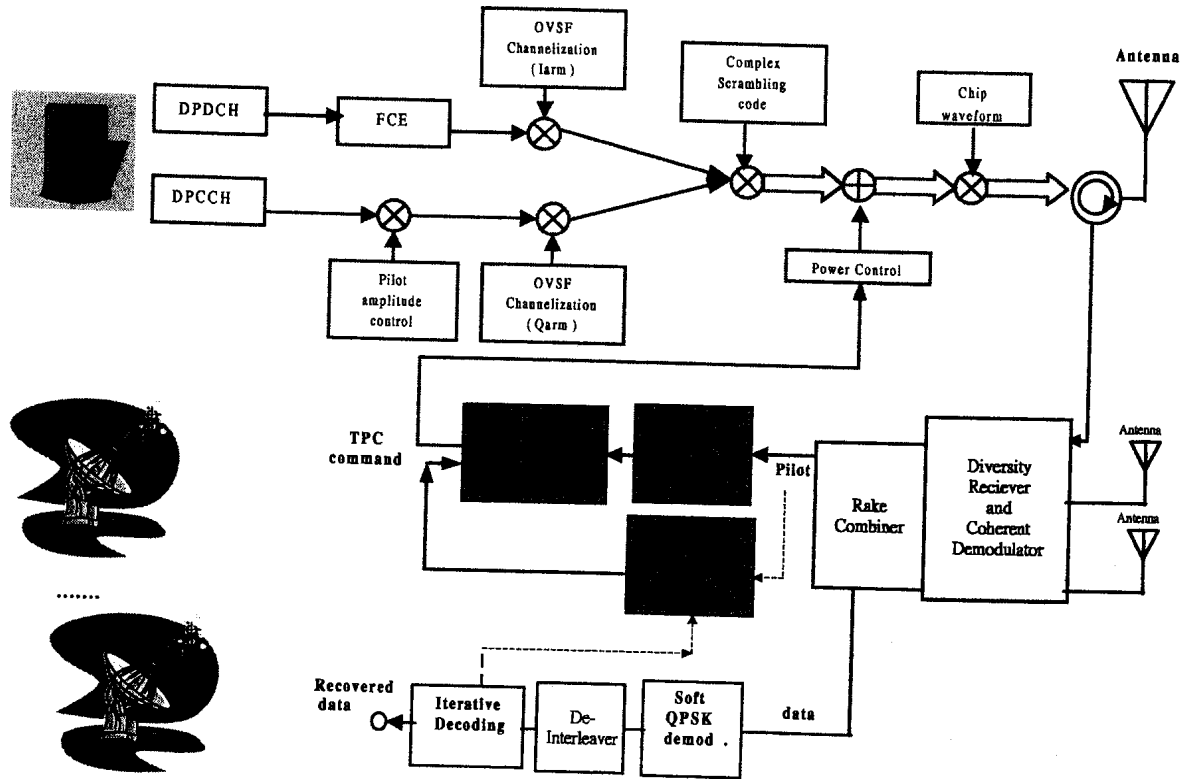 OVSF
Channelization
( Iarm )
Complex
Scrambling
code
Chip
waveform
Antenna
DPDCH
FCE
DPCCH
Pilot
amplitude
control
OVSF
Channelization
( Qarm )
Power Control
TPC
command
Pilot
Rake
Combiner
Diversity
Reciever
and
Coherent
Demodulator
Antenna
Antenna
.......
Recovered
data
Iterative
Decoding
De-
Interleaver
Soft
QPSK
demod .
data